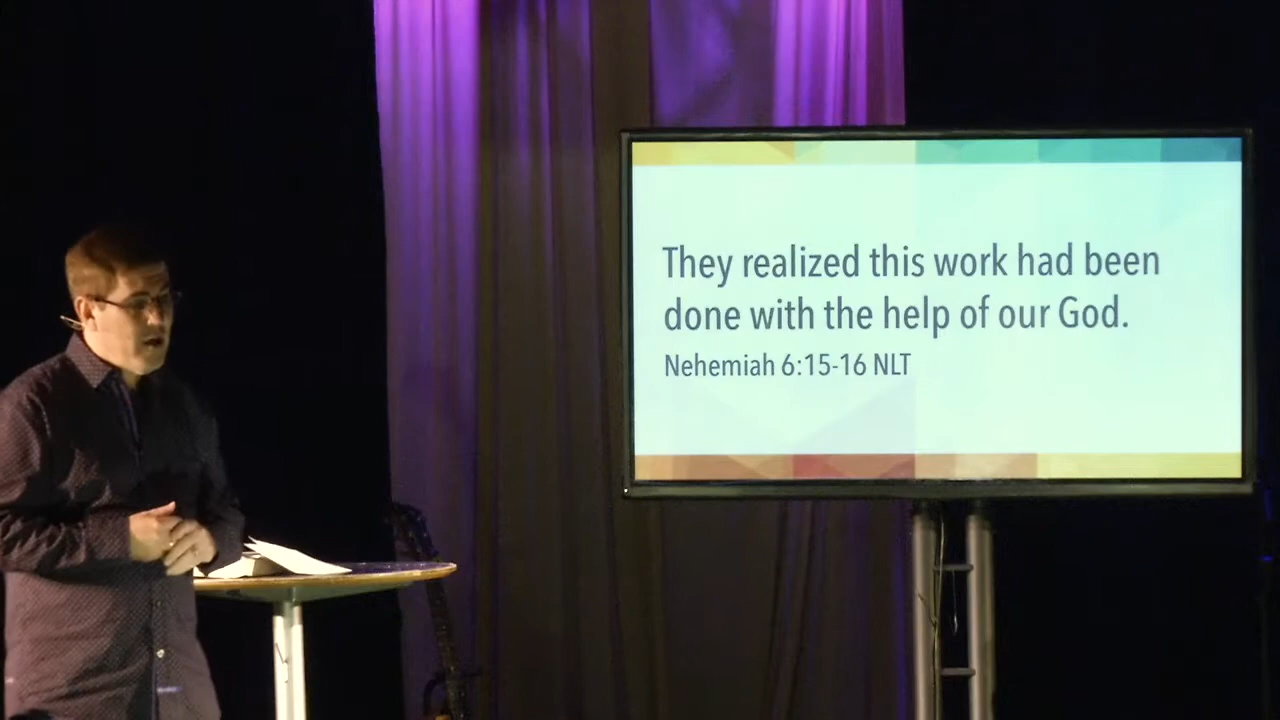 They realized this work had been
done with the help of our God.
Nehemiah 6:15-16 NLT